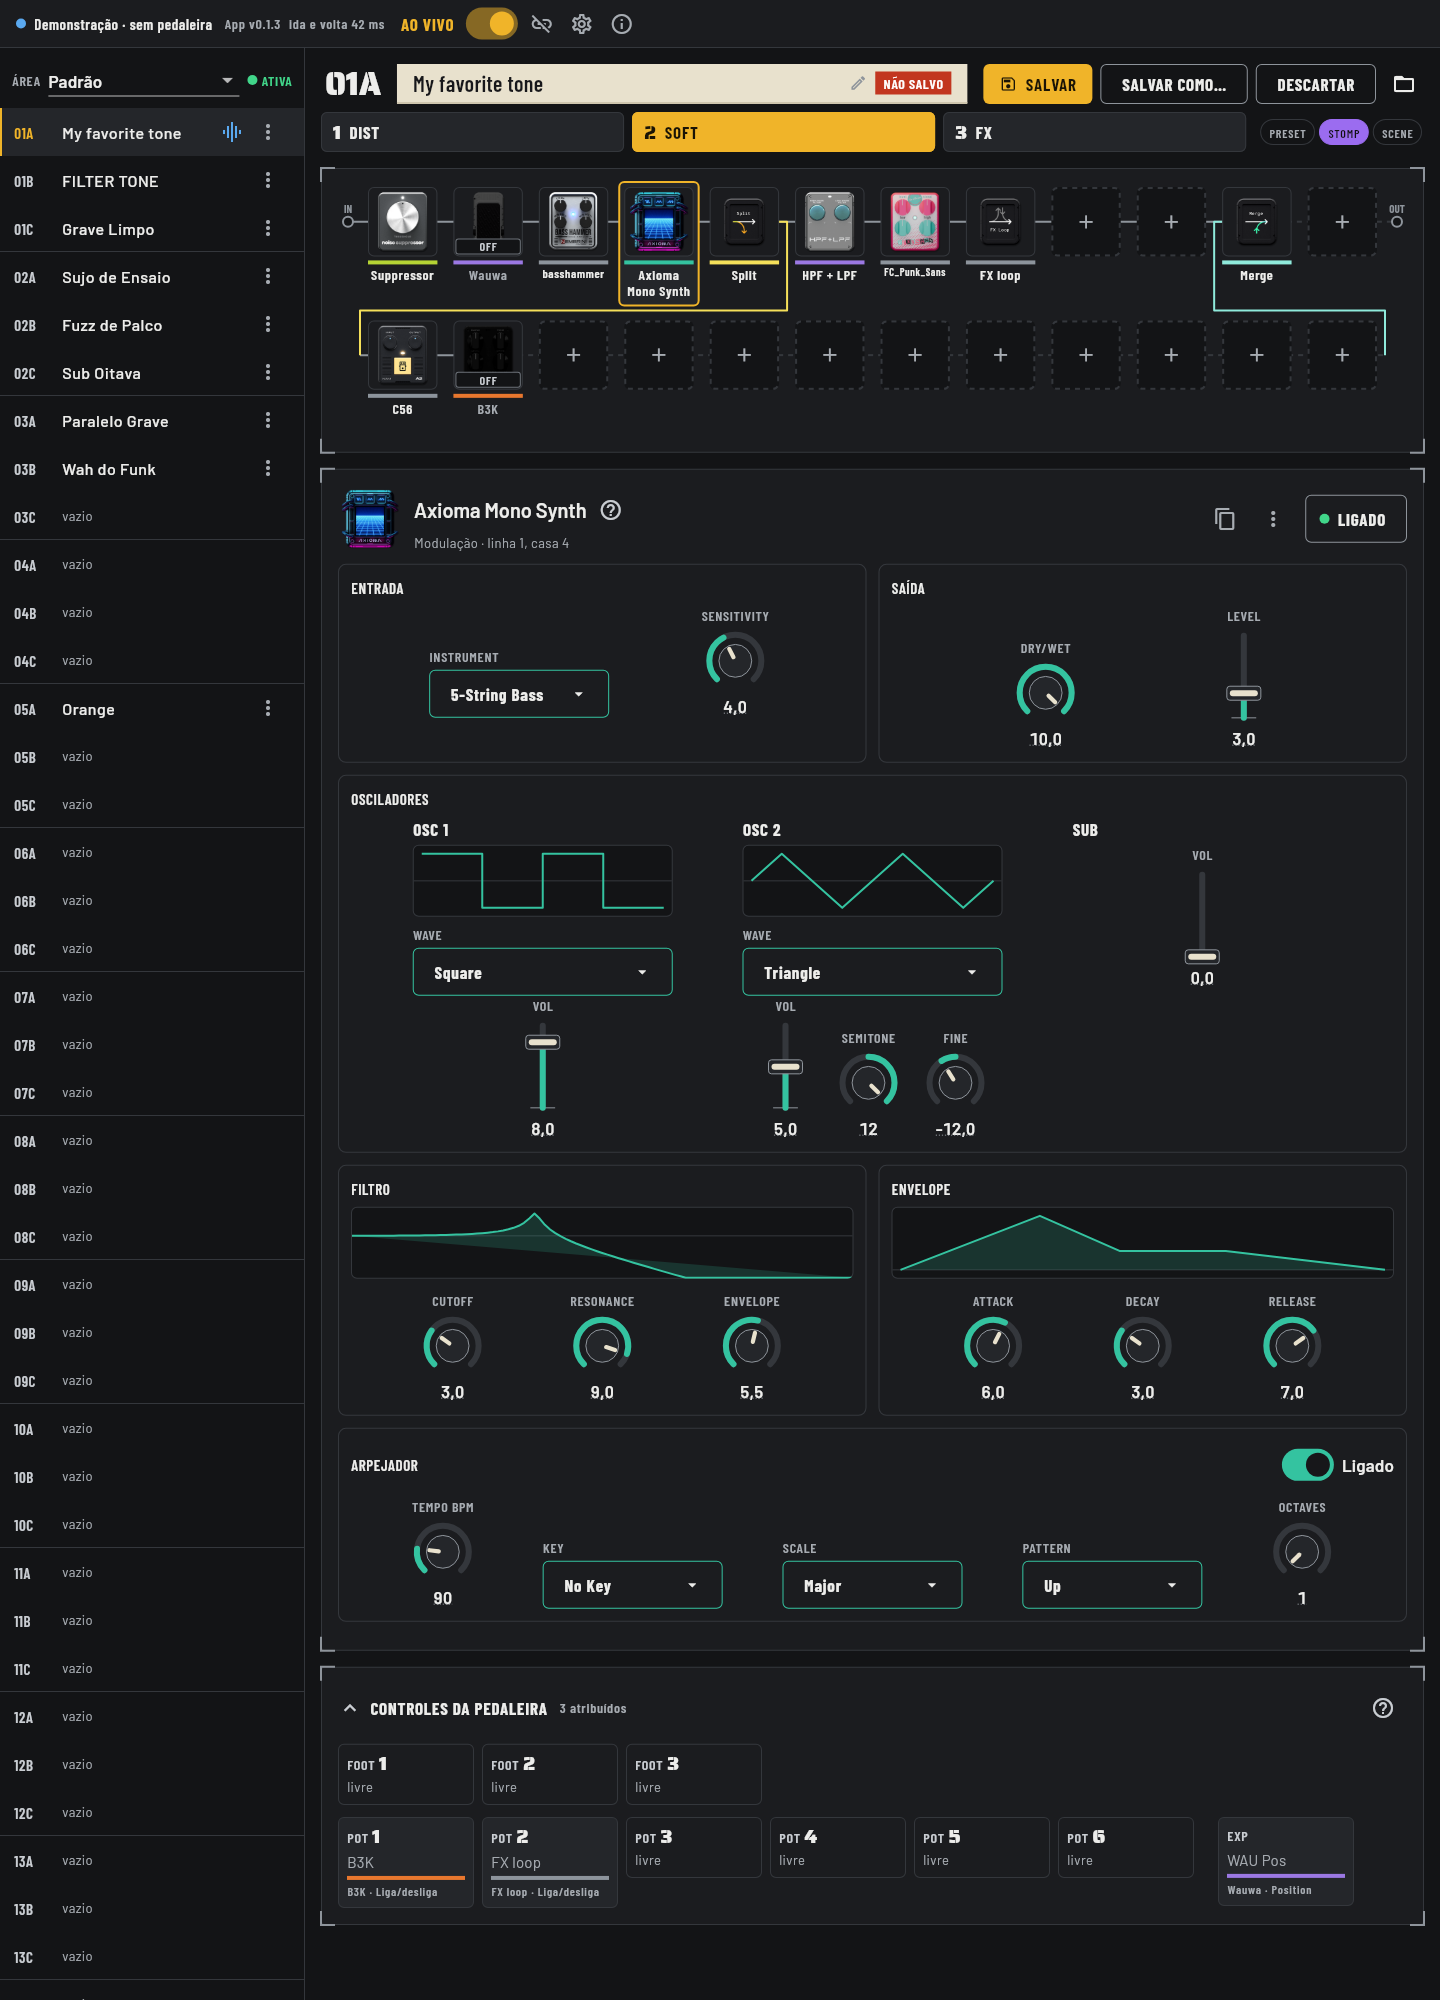 Demonstração · sem pedaleira App v0.1.3 Ida e volta 42 ms AO VIVO
ÁREA Padrão ATIVA
01A My favorite tone
01B FILTER TONE
01C Grave Limpo
02A Sujo de Ensaio
02B Fuzz de Palco
02C Sub Oitava
03A Paralelo Grave
03B Wah do Funk
03C vazio
04A vazio
04B vazio
04C vazio
05A Orange
05B vazio
05C vazio
06A vazio
06B vazio
06C vazio
07A vazio
07B vazio
07C vazio
08A vazio
08B vazio
08C vazio
09A vazio
09B vazio
09C vazio
10A vazio
10B vazio
10C vazio
11A vazio
11B vazio
11C vazio
12A vazio
12B vazio
12C vazio
13A vazio
13B vazio
13C vazio
01A My favorite tone NÃO SALVO SALVAR SALVAR COMO... DESCARTAR
1 DIST 2 SOFT 3 FX PRESET STOMP SCENE
IN OUT
noise suppressor OFF BASS HAMMER AXIOMA Split HPF+LPF FX Loop Merge
Suppressor Wauwa basshammer Axioma Mono Synth Split HPF + LPF FC_Punk_Sans FX loop Merge
OFF
C56 B3K
Axioma Mono Synth
Modulação · linha 1, casa 4
LIGADO
ENTRADA
INSTRUMENT
5-String Bass
SENSITIVITY
4,0
SAÍDA
DRY/WET
10,0
LEVEL
3,0
OSCILADORES
OSC 1
WAVE
Square
VOL
8,0
OSC 2
WAVE
Triangle
VOL SEMITONE FINE
5,0 12 -12,0
SUB
VOL
0,0
FILTRO
CUTOFF RESONANCE ENVELOPE
3,0 9,0 5,5
ENVELOPE
ATTACK DECAY RELEASE
6,0 3,0 7,0
ARPEJADOR Ligado
TEMPO BPM
90
KEY
No Key
SCALE
Major
PATTERN
Up
OCTAVES
1
CONTROLES DA PEDALEIRA 3 atribuídos
FOOT 1
livre
FOOT 2
livre
FOOT 3
livre
POT 1
B3K
B3K · Liga/desliga
POT 2
FX loop
FX loop · Liga/desliga
POT 3
livre
POT 4
livre
POT 5
livre
POT 6
livre
EXP
WAU Pos
Wauwa · Position